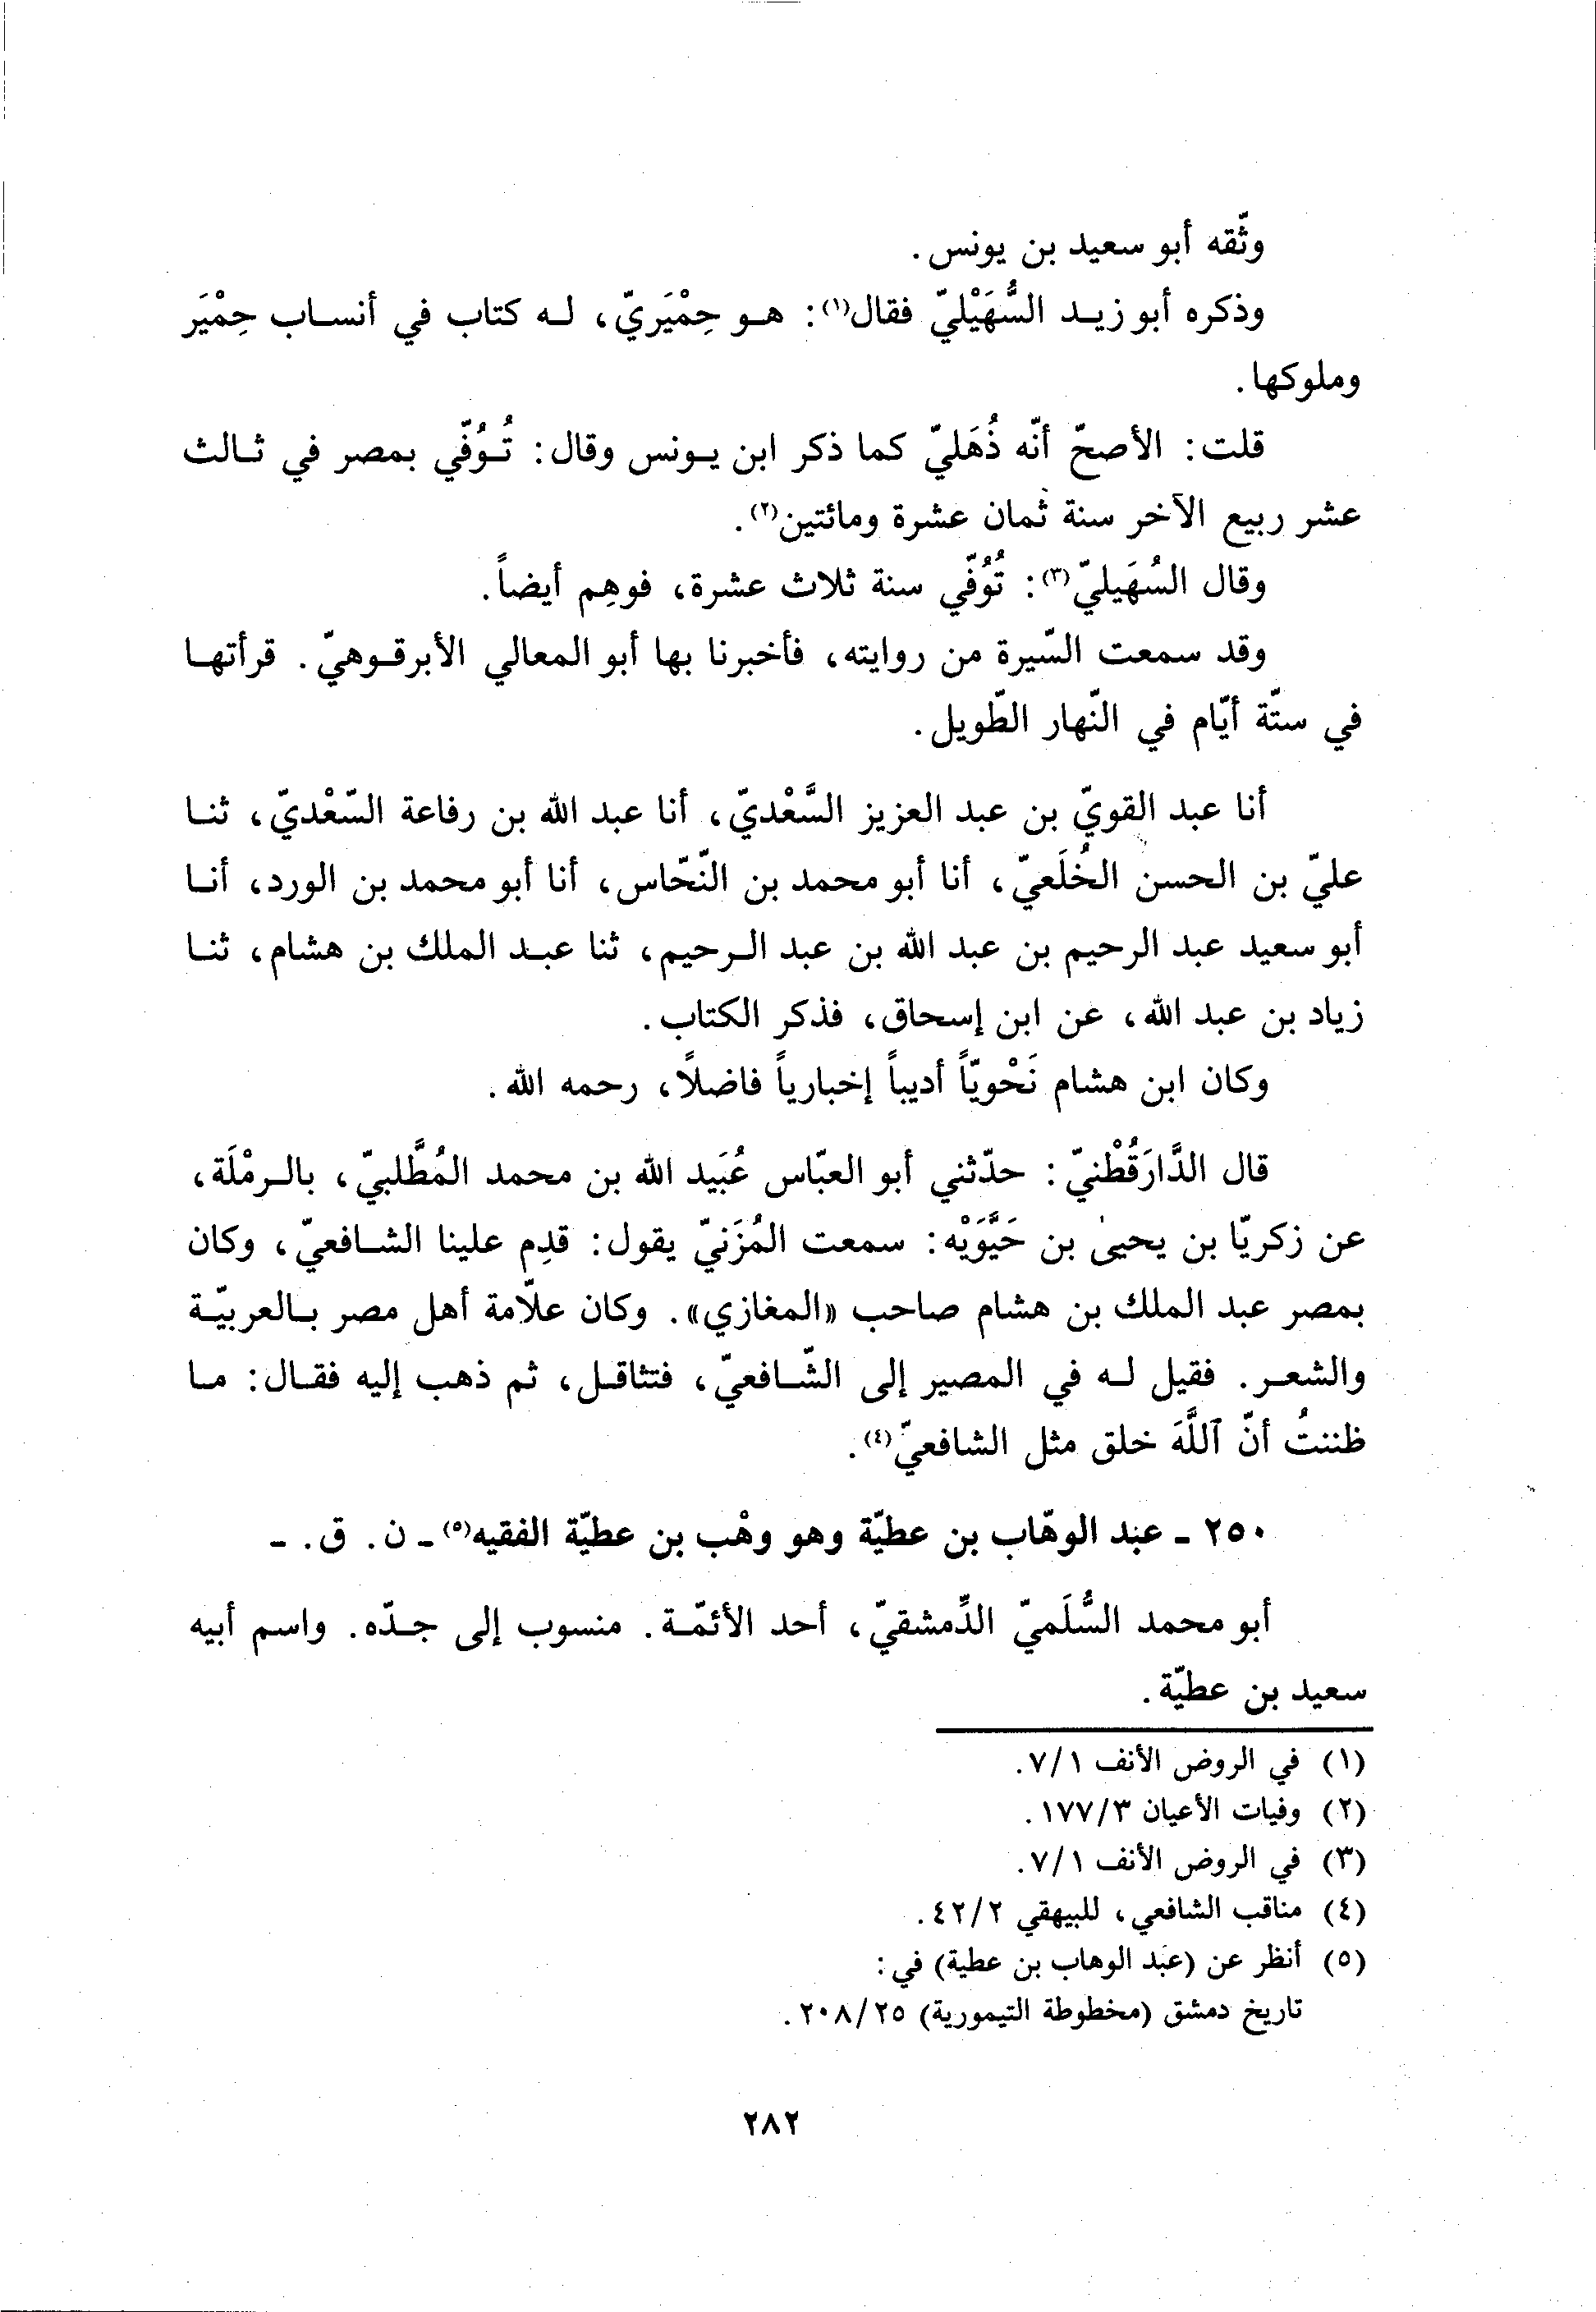 وثّقه أبو سعيد بن يونس.
وذكره أبو زيد السُّهَيْليّ فقال(١): هو حِمْيَريّ، له كتاب في أنساب حِمْيَر
وملوكها.
قلت: الأصحّ أنّه ذُهَليّ كما ذكر ابن يونس وقال: تُوُفّي بمصر في ثالث
عشر ربيع الآخر سنة ثمان عشرة ومائتين(٢).
وقال السُهَيليّ(٣): تُوُفّي سنة ثلاث عشرة، فوهِم أيضاً.
وقد سمعت السّيرة من روايته، فأخبرنا بها أبو المعالي الأبرقوهيّ. قرأتها
في ستّة أيّام في النّهار الطّويل.
أنا عبد القويّ بن عبد العزيز السَّعْديّ، أنا عبد الله بن رفاعة السّعْديّ، ثنا
عليّ بن الحسن الخُلَعيّ، أنا أبو محمد بن النّحّاس، أنا أبو محمد بن الورد، أنا
أبو سعيد عبد الرحيم بن عبد الله بن عبد الرحيم، ثنا عبد الملك بن هشام، ثنا
زياد بن عبد الله، عن ابن إسحاق، فذكر الكتاب.
وكان ابن هشام نَحْويّاً أديباً إخبارياً فاضلاً، رحمه الله.
قال الدَّارَقُطْنيّ: حدّثني أبو العبّاس عُبَيد الله بن محمد المُطَّلبيّ، بالرمْلَة،
عن زكريّا بن يحيىٰ بن حَيَّوَيْه: سمعت المُزَنيّ يقول: قدِم علينا الشافعيّ، وكان
بمصر عبد الملك بن هشام صاحب «المغازي». وكان علّامة أهل مصر بالعربيّة
والشعر. فقيل له في المصير إلى الشّافعيّ، فتثاقل، ثم ذهب إليه فقال: ما
ظننتُ أنّ ٱللَّهَ خلق مثل الشافعيّ(٤).
٢٥٠ - عبد الوهّاب بن عطيّة وهو وهْب بن عطيّة الفقيه(٥) - ن. ق. -
أبو محمد السُّلَميّ الدِّمشقيّ، أحد الأئمّة. منسوب إلى جدّه. واسم أبيه
سعيد بن عطيّة.
(١) في الروض الأنف ٧/١.
(٢) وفيات الأعيان ١٧٧/٣.
(٣) في الروض الأنف ٧/١.
(٤) مناقب الشافعي، للبيهقي ٤٢/٢.
(٥) أنظر عن (عبد الوهاب بن عطية) في:
تاريخ دمشق (مخطوطة التيمورية) ٢٠٨/٢٥.
٢٨٢